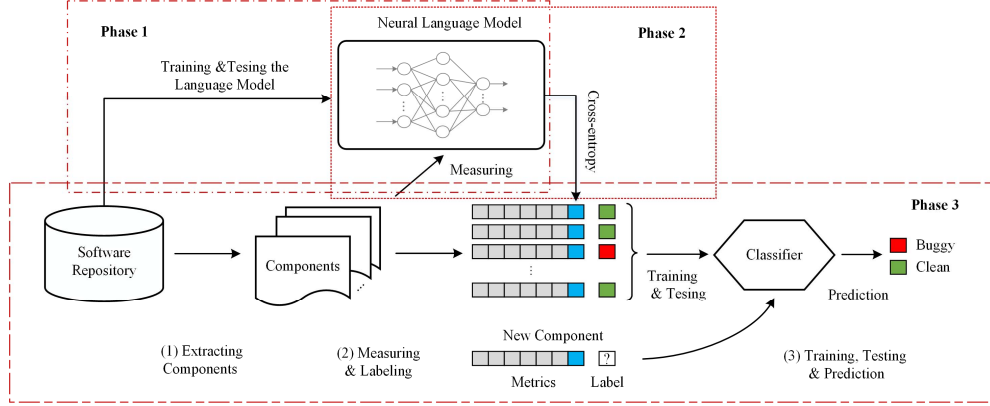 Neural Language Model
Phase 1
Phase 2
Training &Tesing the
Language Model
Cross-entropy
Measuring
Phase 3
Software
Repository
Components
...
...
Classifier
Buggy
Clean
Training
& Tesing
Prediction
New Component
(1) Extracting
Components
(2) Measuring
& Labeling
?
(3) Training, Testing
& Prediction
Metrics
Label